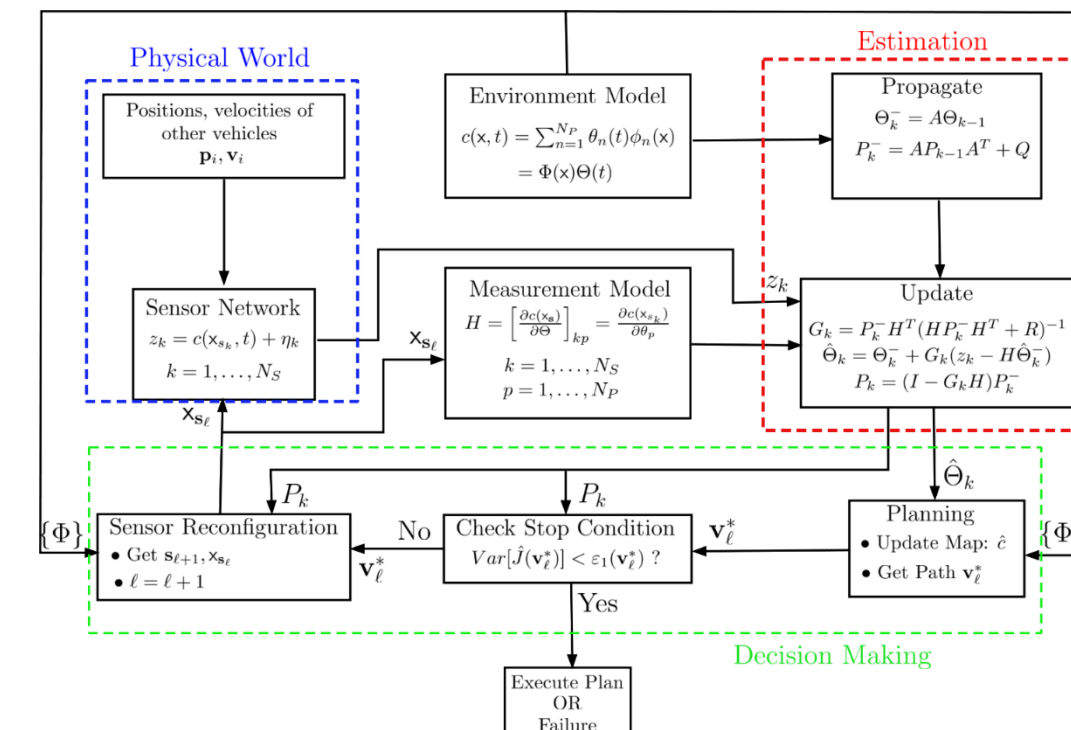 Physical World
Positions, velocities of
other vehicles
𝐩ᵢ, 𝐯ᵢ
Sensor Network
z_k = c(x_{s_k}, t) + η_k
k = 1, . . . , N_S
x_{𝐬_ℓ}
Environment Model
c(x, t) = ∑_{n=1}^{N_P} θ_n(t)ϕ_n(x)
= Φ(x)Θ(t)
Measurement Model
H = [∂c(x_𝐬)/∂Θ]_{kp} = ∂c(x_{s_k})/∂θ_p
k = 1, . . . , N_S
p = 1, . . . , N_P
x_{𝐬_ℓ}
Estimation
Propagate
Θ_k^- = AΘ_{k−1}
P_k^- = AP_{k−1}A^T + Q
z_k
Update
G_k = P_k^- H^T(HP_k^- H^T + R)^{−1}
Θ̂_k = Θ_k^- + G_k(z_k − HΘ̂_k^-)
P_k = (I − G_kH)P_k^-
Θ̂_k
{Φ}
P_k
Sensor Reconfiguration
• Get 𝐬_{ℓ+1}, x_{𝐬_ℓ}
• ℓ = ℓ + 1
No
𝐯_ℓ^*
P_k
Check Stop Condition
Var[Ĵ(𝐯_ℓ^*)] < ε_1(𝐯_ℓ^*) ?
Yes
𝐯_ℓ^*
Planning
• Update Map: ĉ
• Get Path 𝐯_ℓ^*
{Φ
Decision Making
Execute Plan
OR
Failure